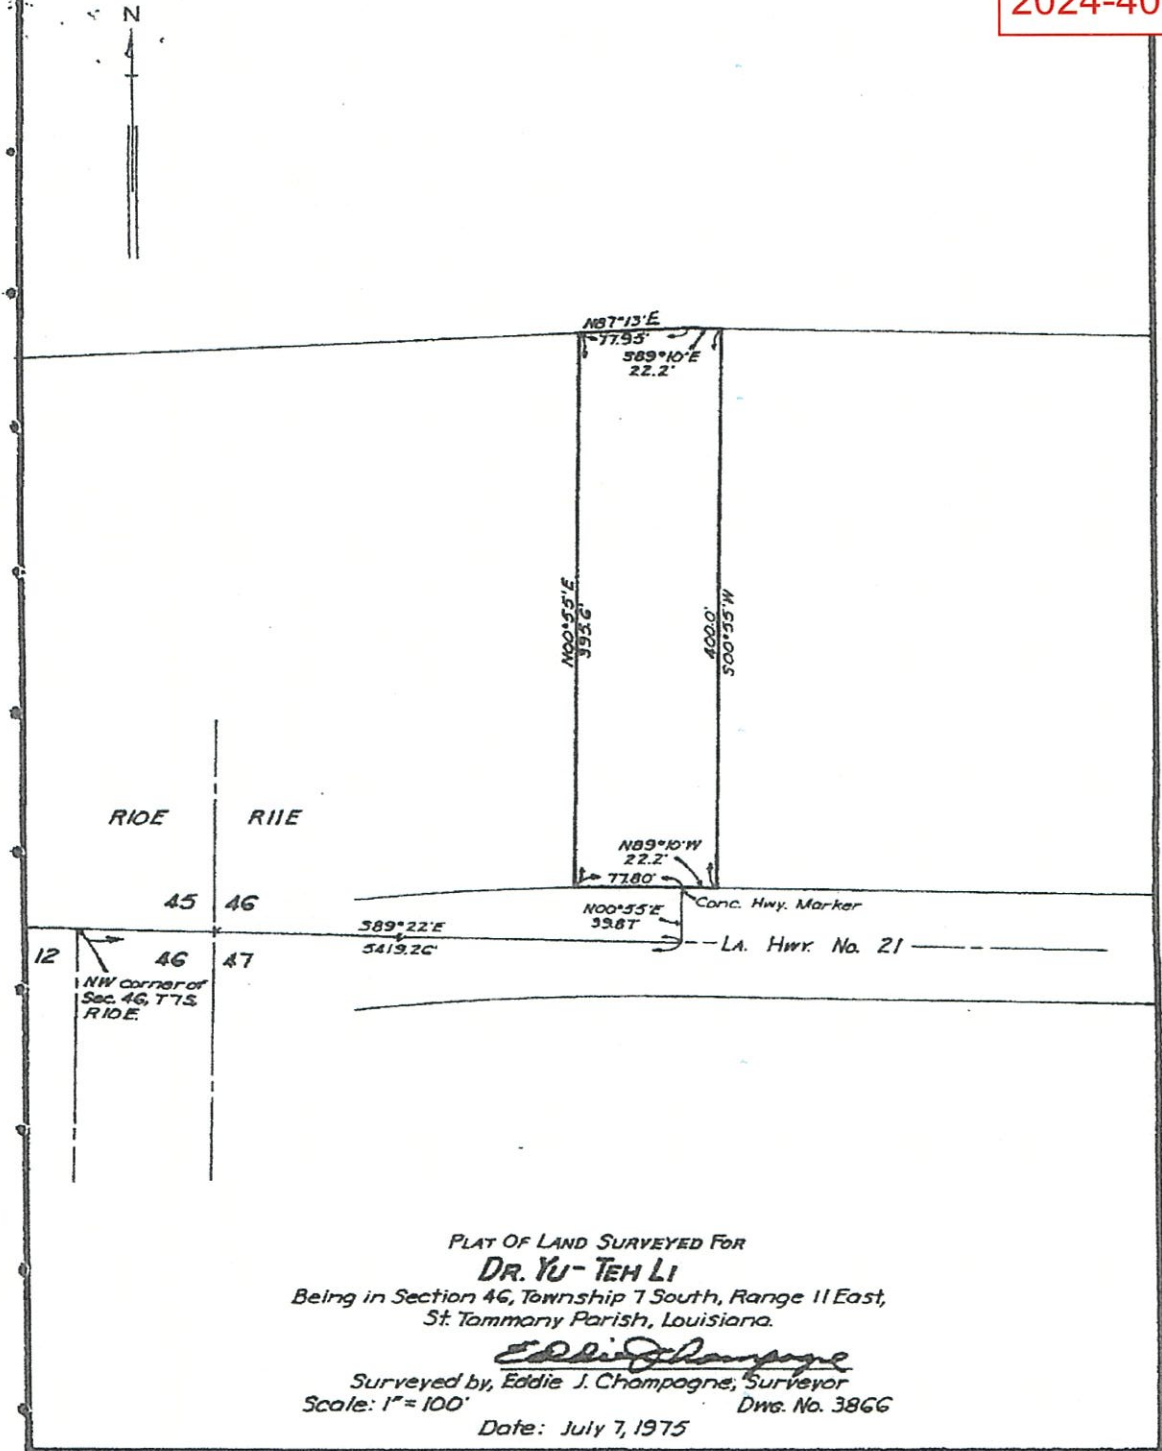 2024-40
N
N87°13'E
77.95'
S89°10'E
22.2'
N00°55'E
395.6'
400.0'
S00°55'W
R10E R11E
N89°10'W
22.2'
77.80'
45 46
N00°55'E
39.87'
Conc. Hwy. Marker
S89°22'E
5419.26'
LA. HWY. No. 21
12 46 47
NW corner of
Sec. 46, T7S
R10E.
PLAT OF LAND SURVEYED FOR
DR. YU-TEH LI
Being in Section 46, Township 7 South, Range 11 East,
St. Tammany Parish, Louisiana.
Eddie J Champagne
Surveyed by, Eddie J. Champagne, Surveyor
Scale: 1" = 100' DWG. No. 3866
Date: July 7, 1975